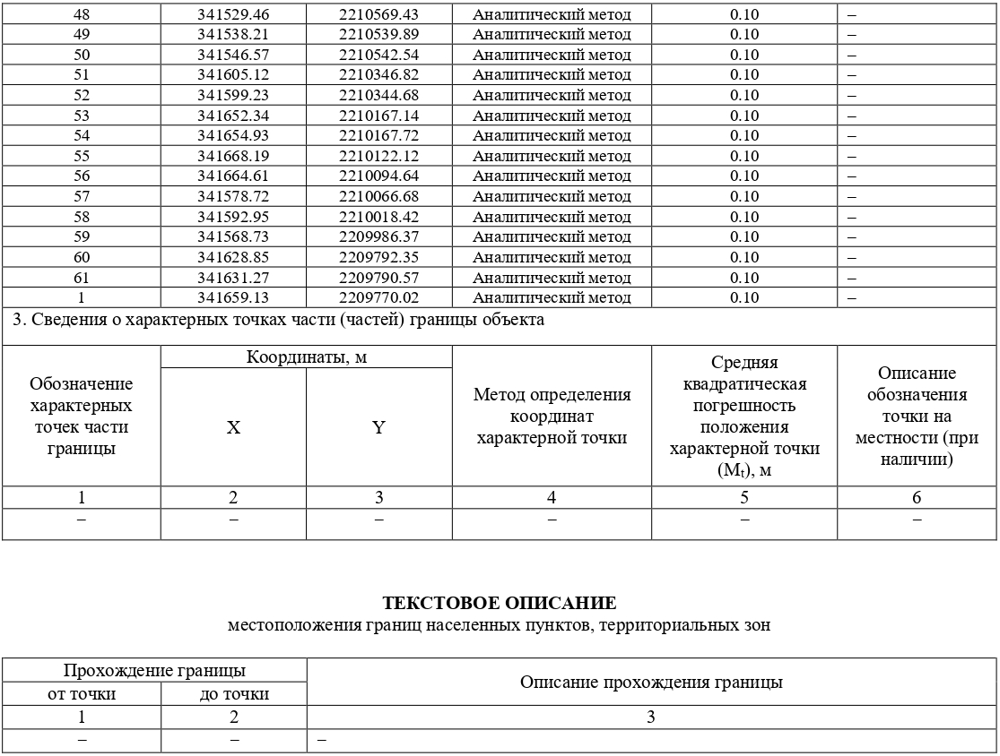 48 341529.46 2210569.43 Аналитический метод 0.10 –
49 341538.21 2210539.89 Аналитический метод 0.10 –
50 341546.57 2210542.54 Аналитический метод 0.10 –
51 341605.12 2210346.82 Аналитический метод 0.10 –
52 341599.23 2210344.68 Аналитический метод 0.10 –
53 341652.34 2210167.14 Аналитический метод 0.10 –
54 341654.93 2210167.72 Аналитический метод 0.10 –
55 341668.19 2210122.12 Аналитический метод 0.10 –
56 341664.61 2210094.64 Аналитический метод 0.10 –
57 341578.72 2210066.68 Аналитический метод 0.10 –
58 341592.95 2210018.42 Аналитический метод 0.10 –
59 341568.73 2209986.37 Аналитический метод 0.10 –
60 341628.85 2209792.35 Аналитический метод 0.10 –
61 341631.27 2209790.57 Аналитический метод 0.10 –
1 341659.13 2209770.02 Аналитический метод 0.10 –
3. Сведения о характерных точках части (частей) границы объекта
Обозначение
характерных
точек части
границы
Координаты, м
X Y
Метод определения
координат
характерной точки
Средняя
квадратическая
погрешность
положения
характерной точки
(Mt), м
Описание
обозначения
точки на
местности (при
наличии)
1 2 3 4 5 6
– – – – – –
ТЕКСТОВОЕ ОПИСАНИЕ
местоположения границ населенных пунктов, территориальных зон
Прохождение границы
от точки до точки
Описание прохождения границы
1 2 3
– – –